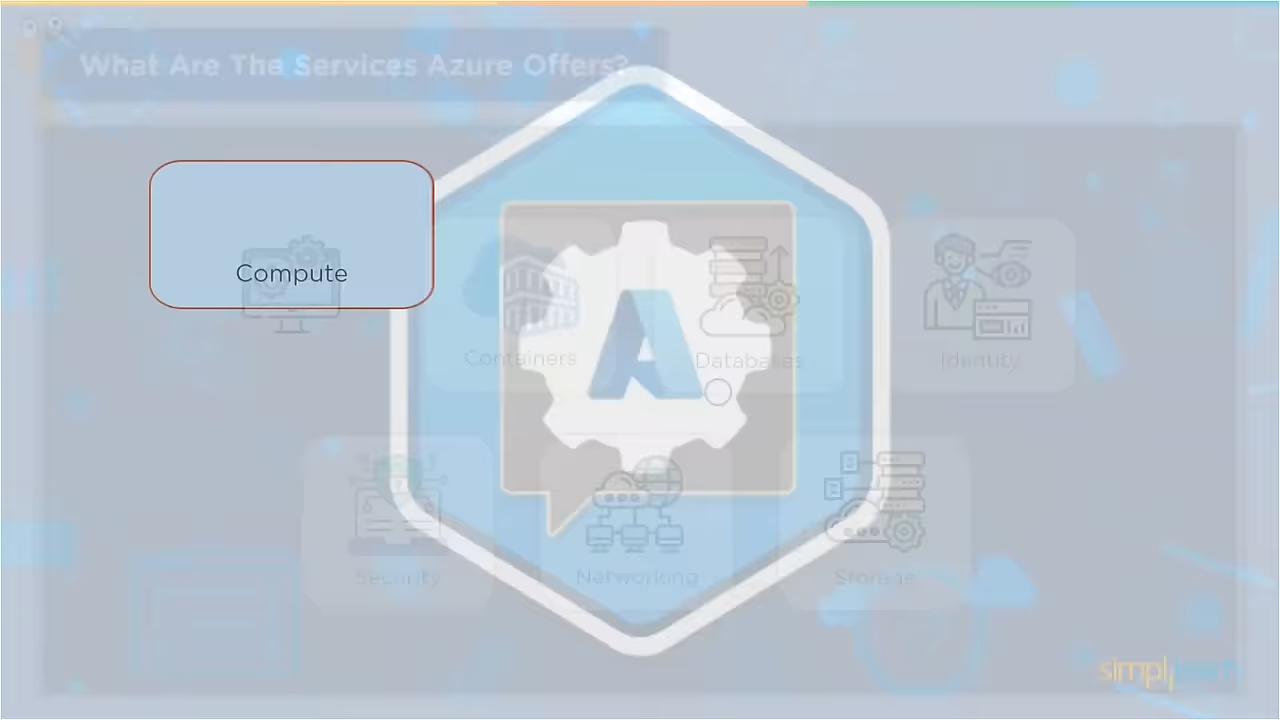 What Are The Services Azure Offers?
Compute
Containers
Databases
Identity
Security
Networking
Storage
simplilearn